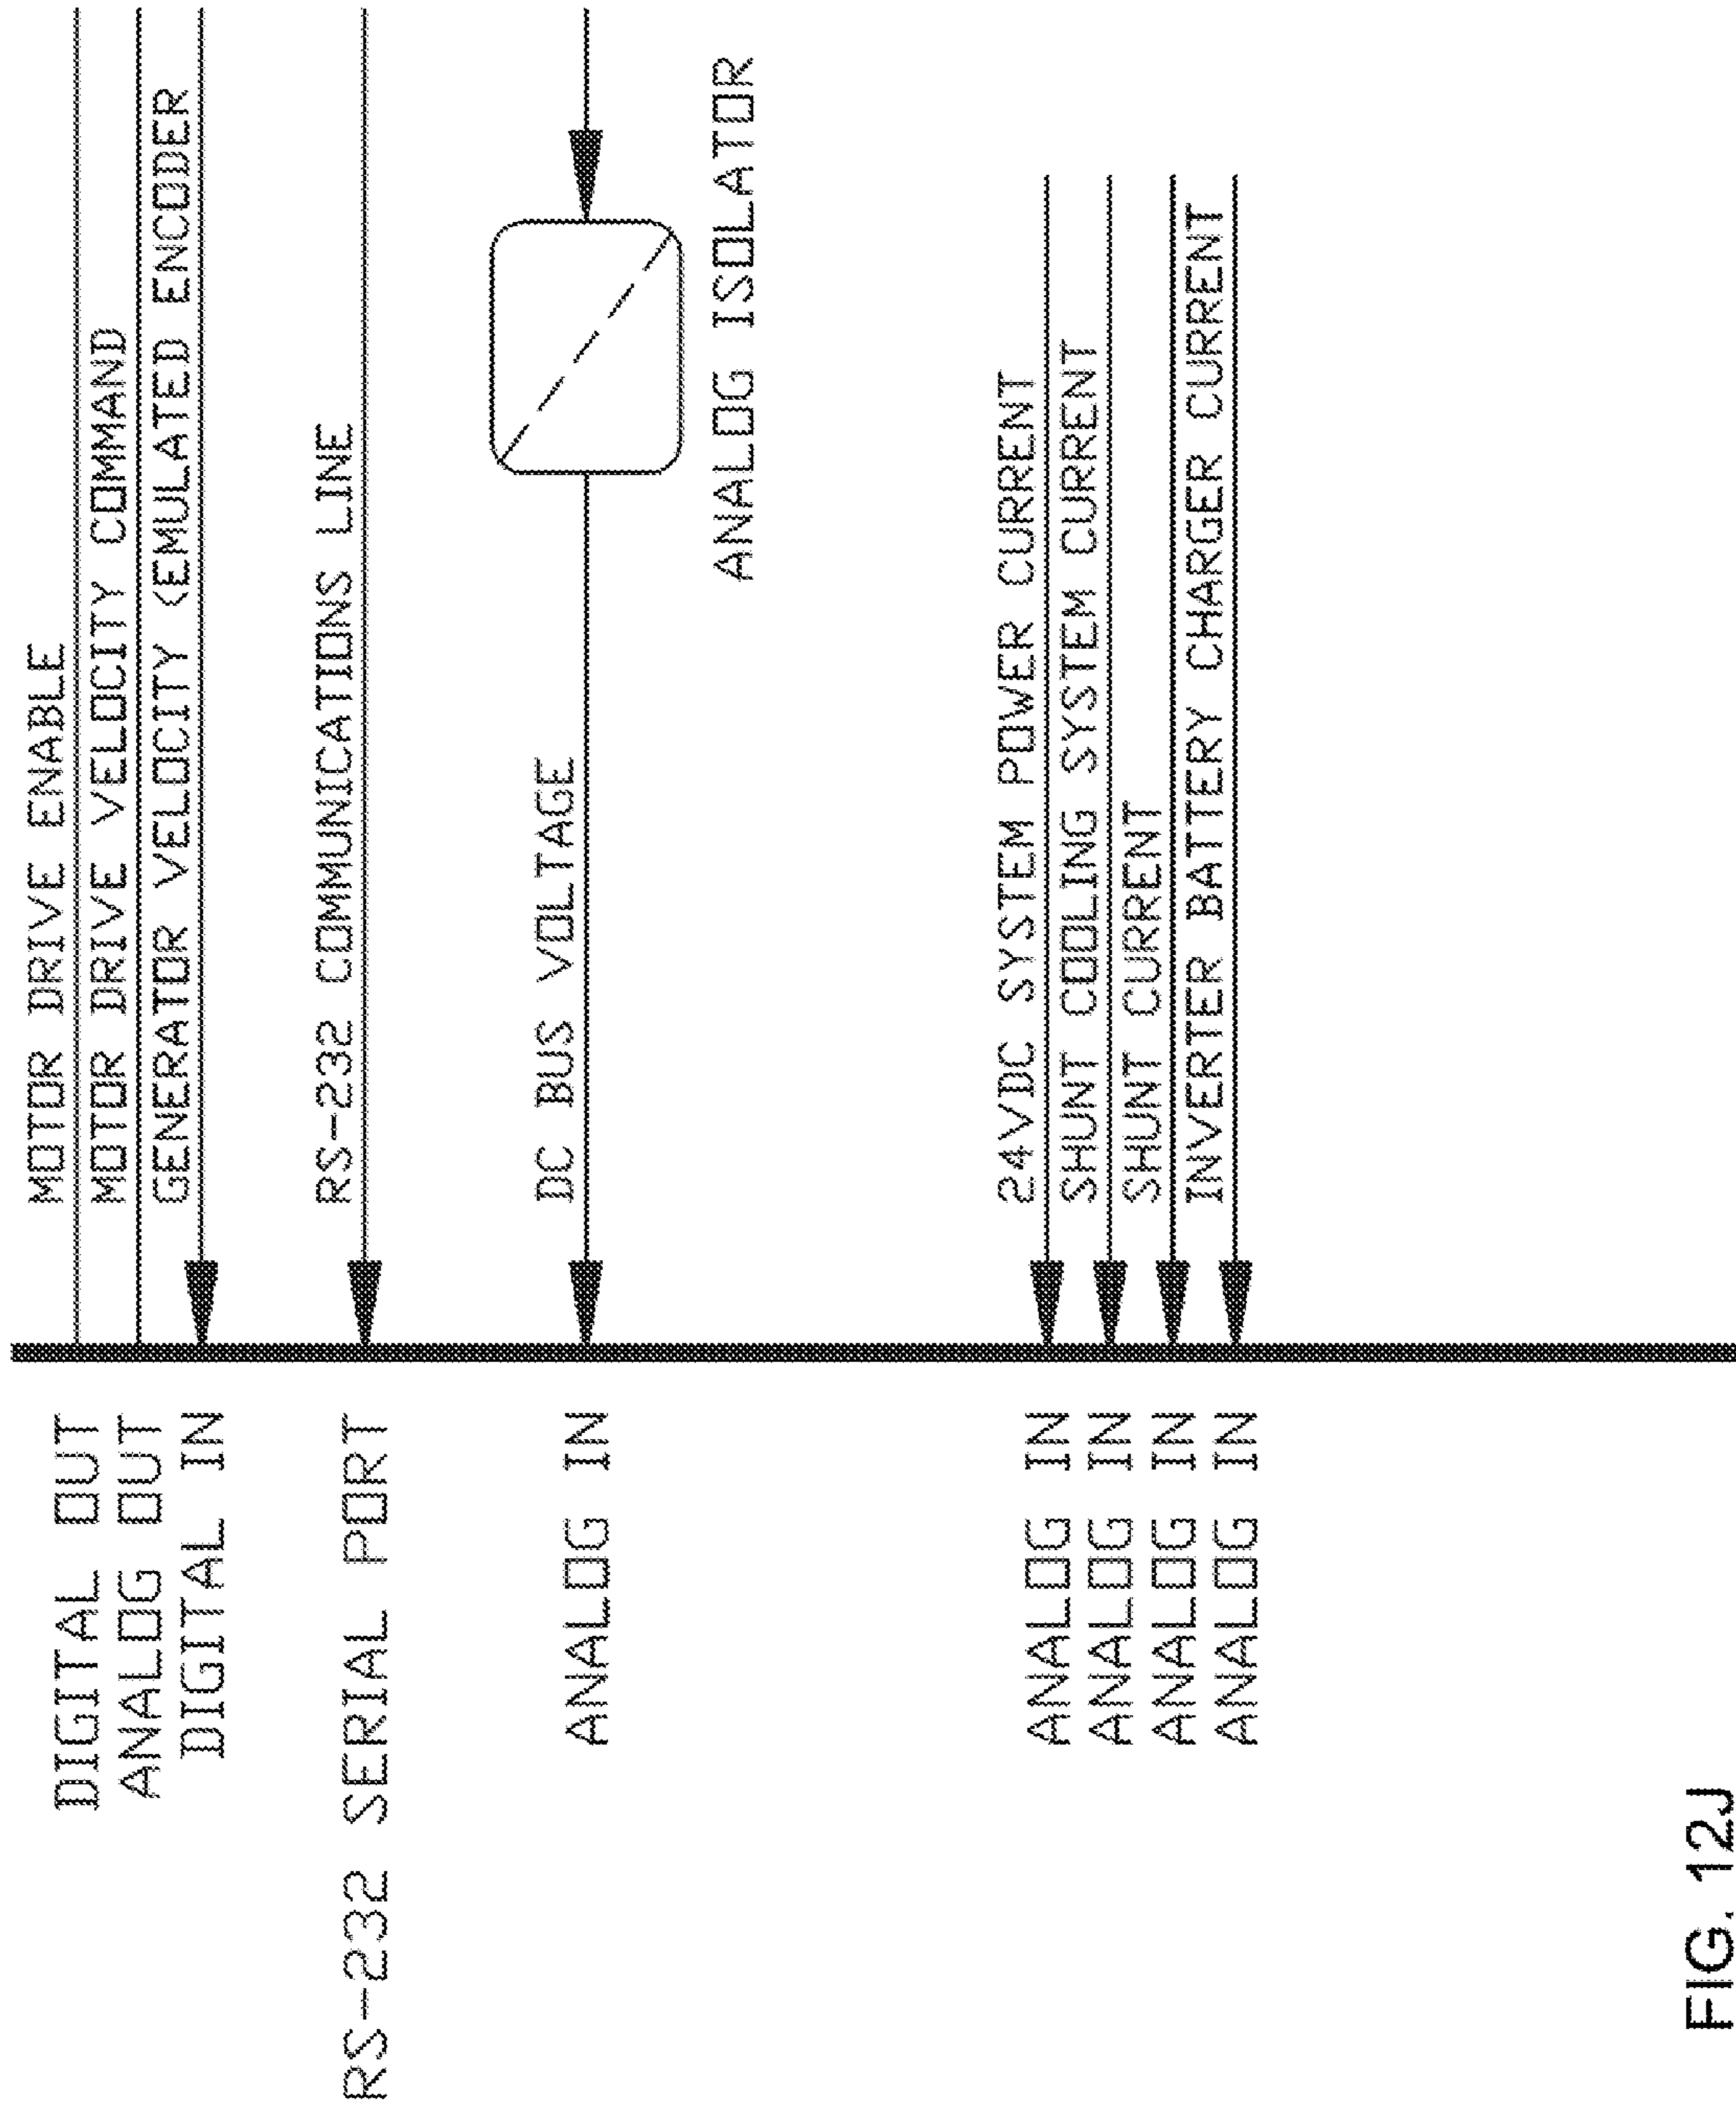 MOTOR DRIVE ENABLE
DIGITAL OUT
MOTOR DRIVE VELOCITY COMMAND
ANALOG OUT
GENERATOR VELOCITY (EMULATED ENCODER
DIGITAL IN
RS-232 COMMUNICATIONS LINE
RS-232 SERIAL PORT
DC BUS VOLTAGE
ANALOG IN
ANALOG ISOLATOR
24VDC SYSTEM POWER CURRENT
ANALOG IN
SHUNT COOLING SYSTEM CURRENT
ANALOG IN
SHUNT CURRENT
ANALOG IN
INVERTER BATTERY CHARGER CURRENT
ANALOG IN
FIG. 12J